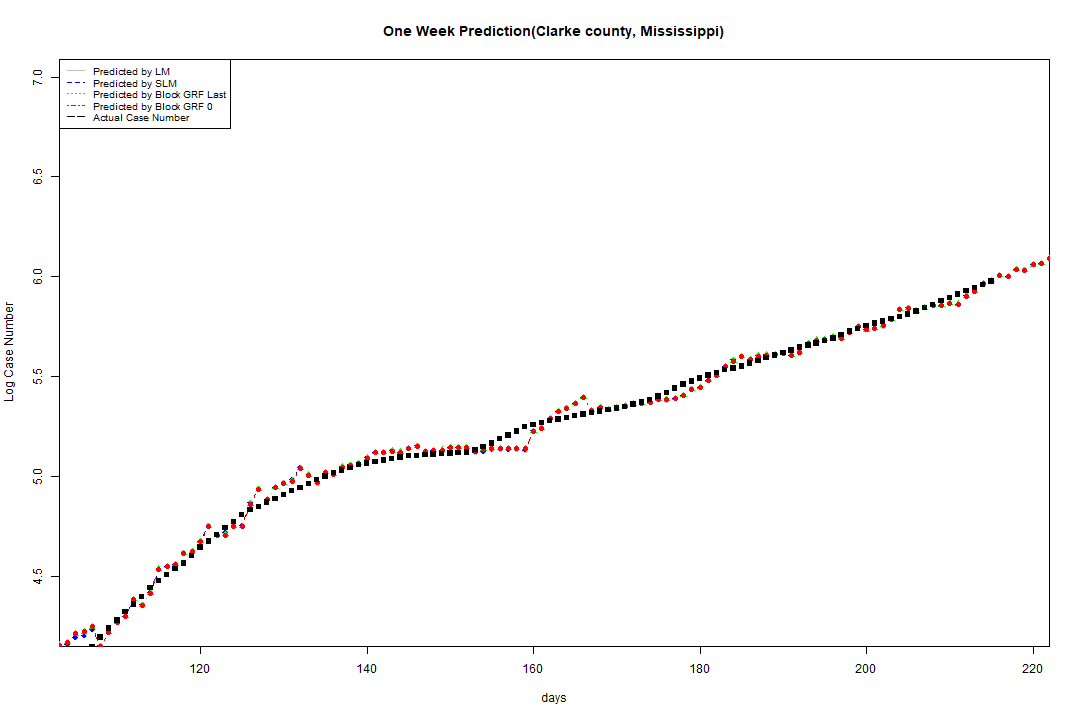 One Week Prediction(Clarke county, Mississippi)
Predicted by LM
Predicted by SLM
Predicted by Block GRF Last
Predicted by Block GRF 0
Actual Case Number
7.0
6.5
6.0
5.5
5.0
4.5
Log Case Number
120 140 160 180 200 220
days